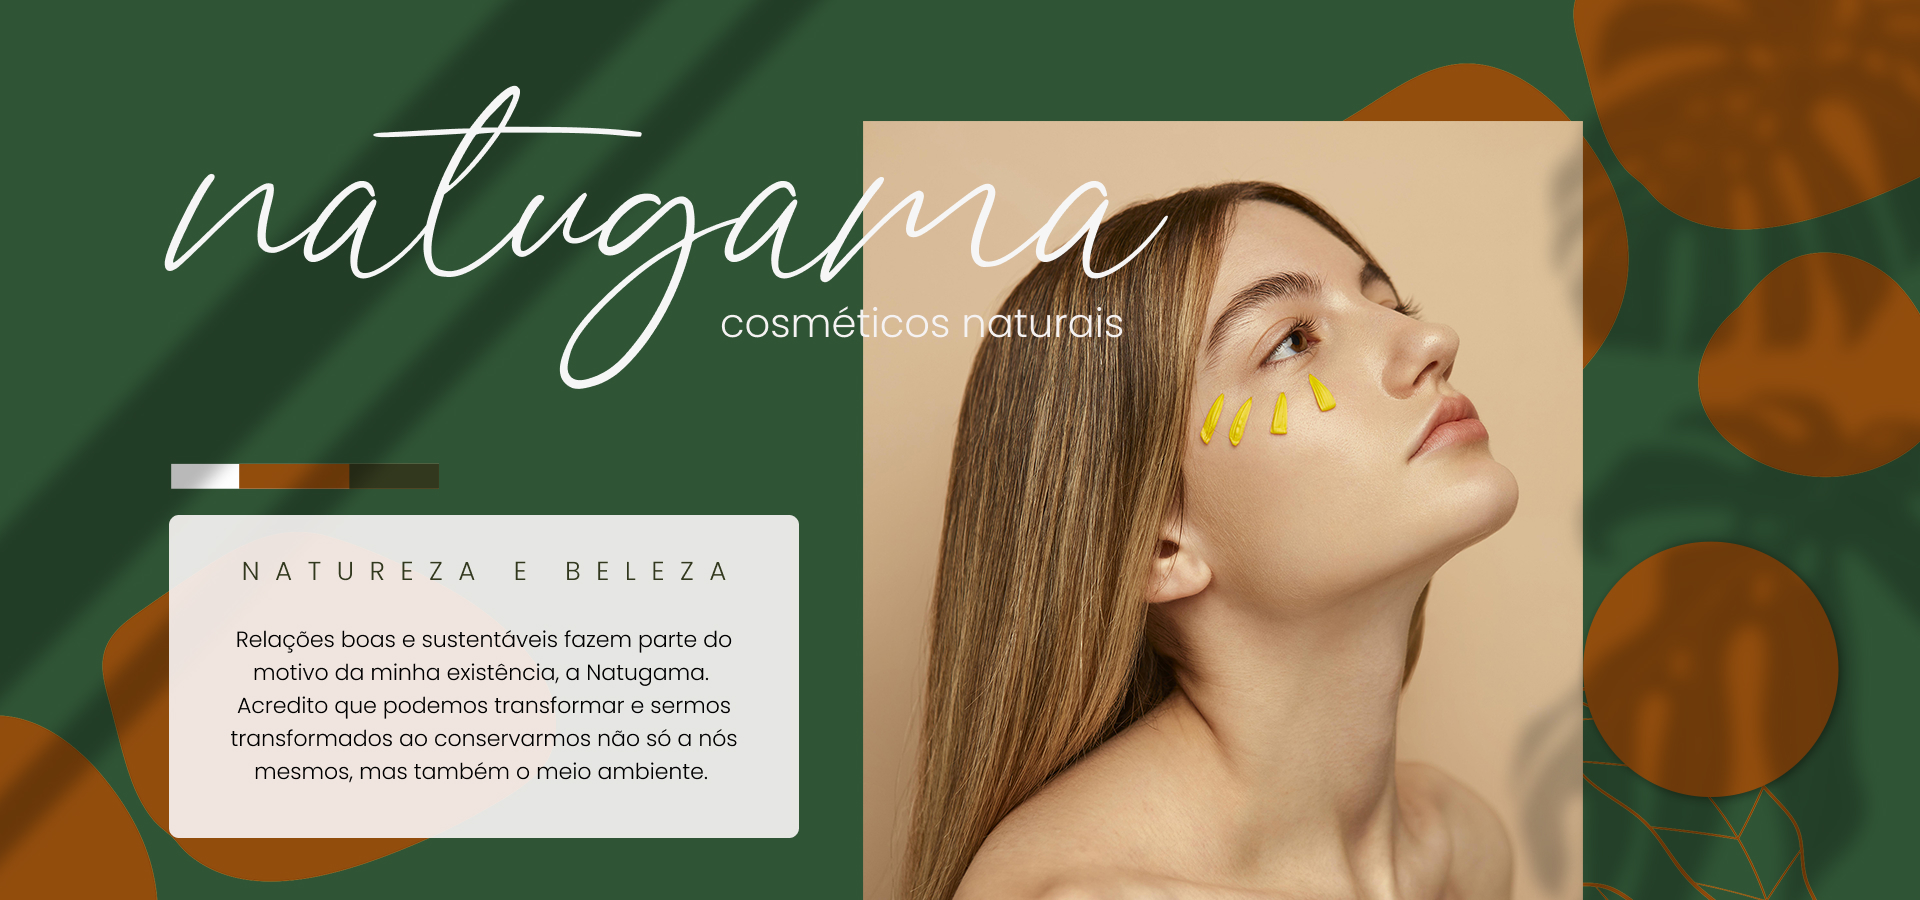 natugama
cosméticos naturais
NATUREZA E BELEZA
Relações boas e sustentáveis fazem parte do
motivo da minha existência, a Natugama.
Acredito que podemos transformar e sermos
transformados ao conservarmos não só a nós
mesmos, mas também o meio ambiente.